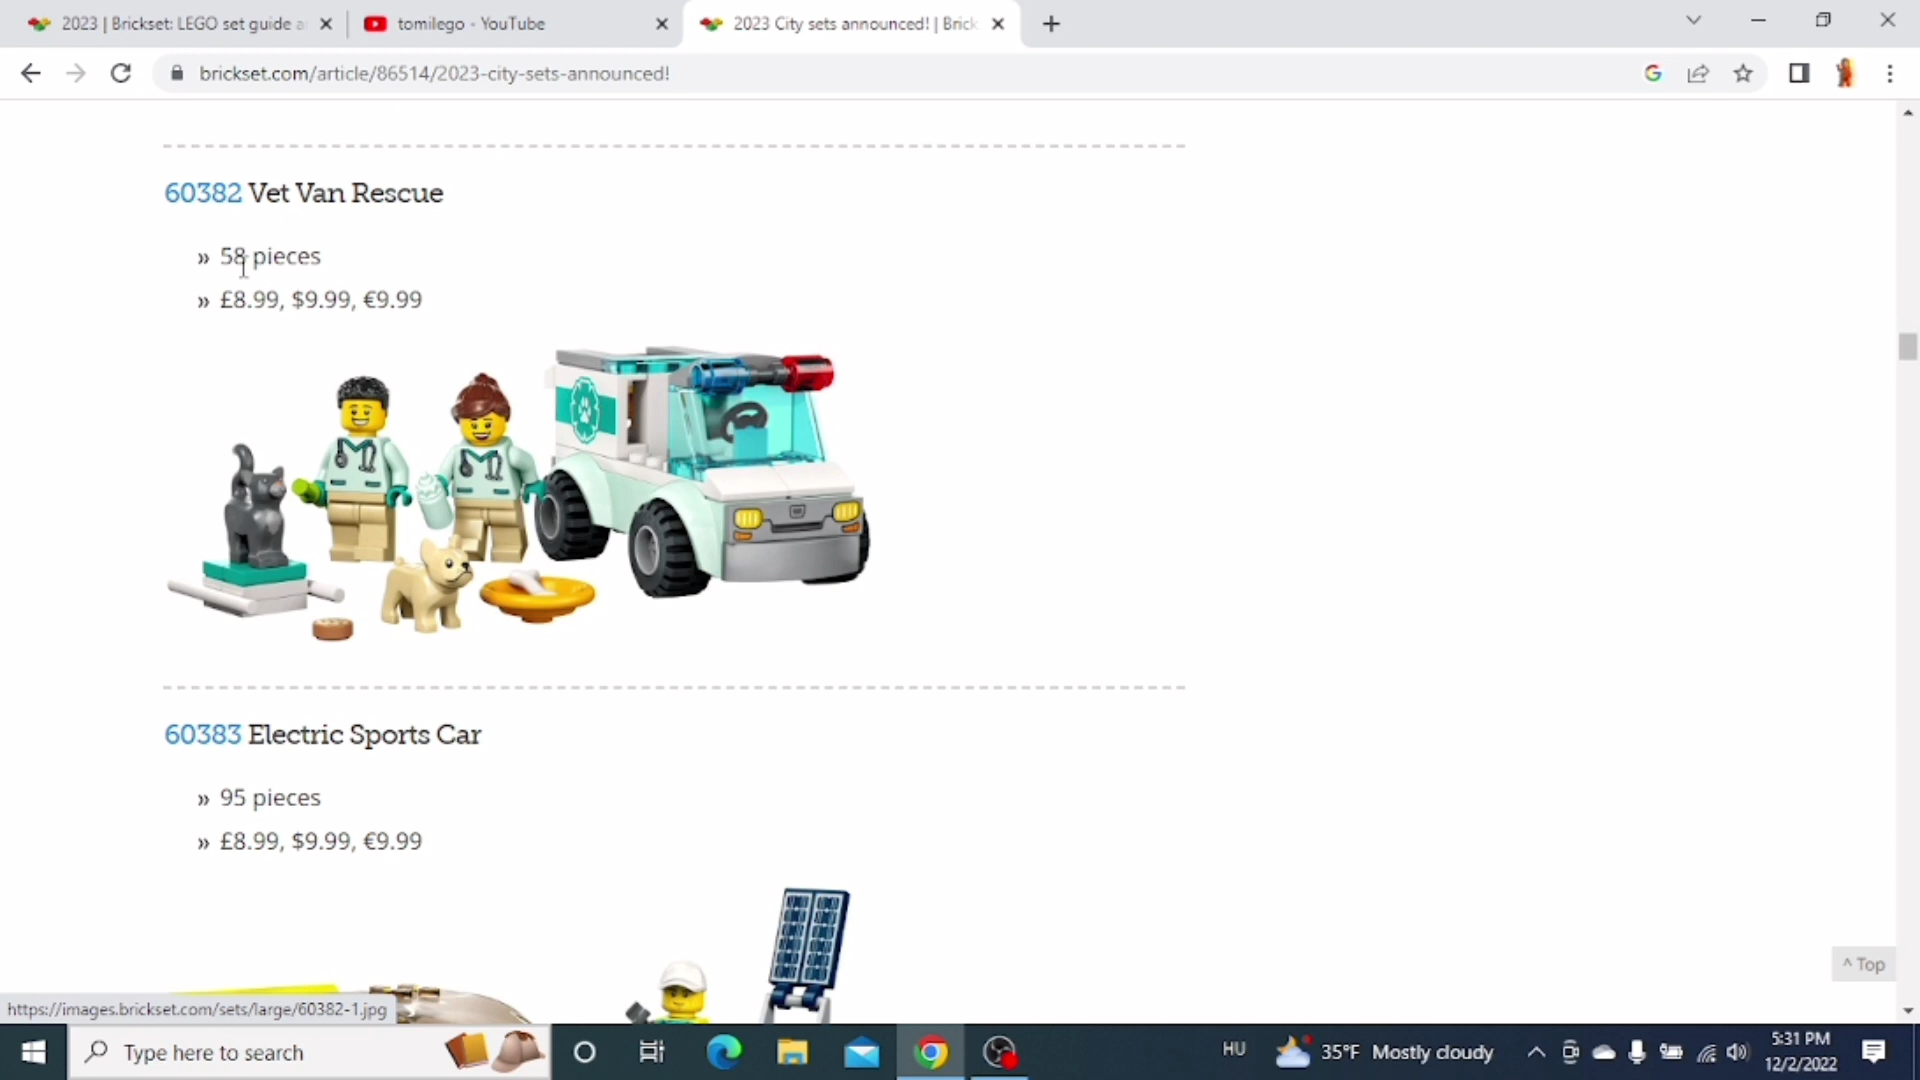 2023 | Brickset: LEGO set guide a
tomilego - YouTube
2023 City sets announced! | Brick
brickset.com/article/86514/2023-city-sets-announced!
60382 Vet Van Rescue
» 58 pieces
» £8.99, $9.99, €9.99
60383 Electric Sports Car
» 95 pieces
» £8.99, $9.99, €9.99
^ Top
https://images.brickset.com/sets/large/60382-1.jpg
Type here to search
HU
35°F Mostly cloudy
5:31 PM
12/2/2022